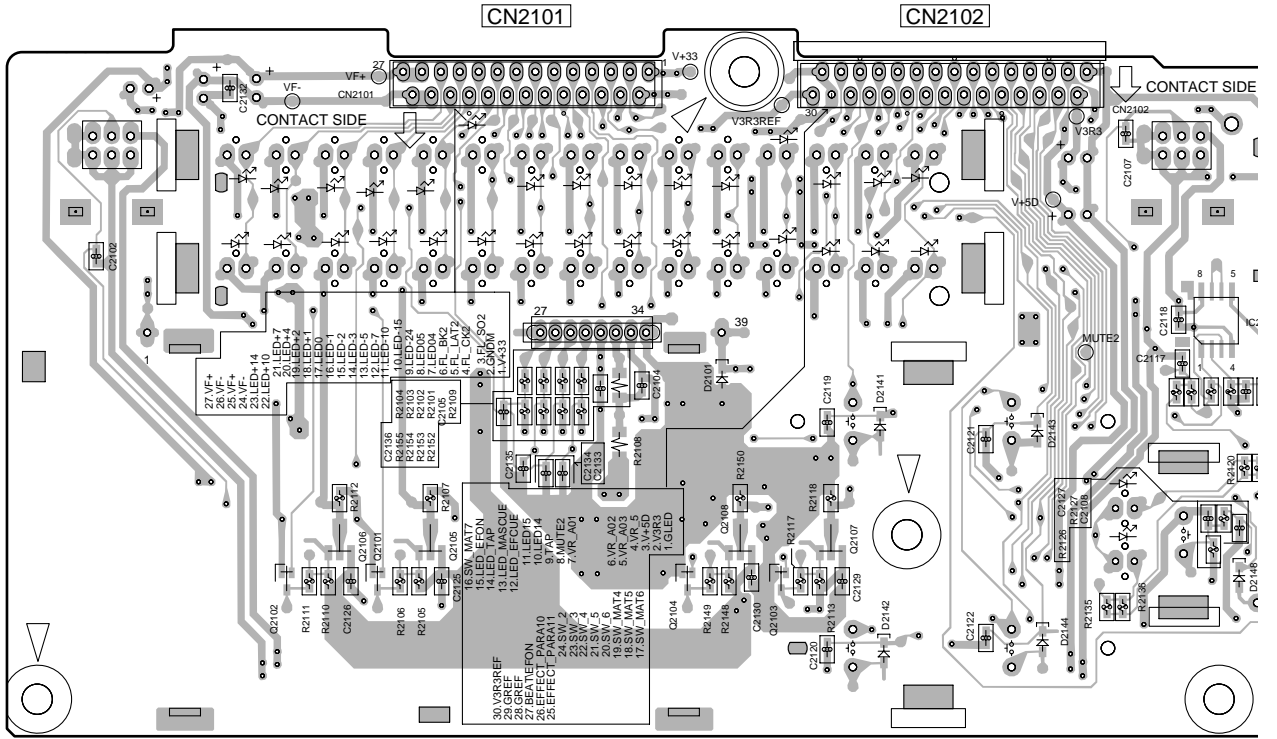 CN2101
CN2102
V+33
27
1
VF+
VF-
C2132
CN2101
CONTACT SIDE
V3R3REF
30
CONTACT SIDE
CN2102
V3R3
C2107
V+5D
C2102
1
27
34
39
8
5
C2118
C2117
MUTE2
1
4
27.VF+
26.VF-
25.VF+
24.VF-
23.LED+14
22.LED+10
21.LED+7
20.LED+4
19.LED+2
18.LED+1
17.LED0
16.LED-1
15.LED-2
14.LED-3
13.LED-5
12.LED-7
11.LED-10
10.LED-15
9.LED-24
8.LED05
7.LED04
6.FL_BK2
5.FL_LAT2
4.FL_CK2
3.FL_SO2
2.GNDM
1.V+33
R2104
R2103
R2102
R2101
C2105
R2109
C2136
R2155
R2154
R2153
R2152
C2104
D2101
R2108
C2135
C2134
C2133
C2119
D2141
C2121
D2143
R2120
R2112
R2107
R2150
R2118
C2127
R2127
C2108
R2126
Q2106
Q2101
Q2105
Q2108
R2117
Q2107
Q2102
R2111
R2110
C2126
R2106
R2105
C2125
Q2104
R2149
R2148
C2130
Q2103
R2113
C2129
R2135
R2136
D2148
C2120
D2142
C2122
D2144
16.SW_MAT7
15.LED_EFON
14.LED_TAP
13.LED_MASCUE
12.LED_EFCUE
11.LED15
10.LED14
9.TAP
8.MUTE2
7.VR_A01
6.VR_A02
5.VR_A03
4.VR_5
3.V+5D
2.V3R3
1.GLED
30.V3R3REF
29.GREF
28.GREF
27.BEAT\EFON
26.EFFECT_PARA10
25.EFFECT_PARA11
24.SW_2
23.SW_3
22.SW_4
21.SW_5
20.SW_6
19.SW_MAT4
18.SW_MAT5
17.SW_MAT6